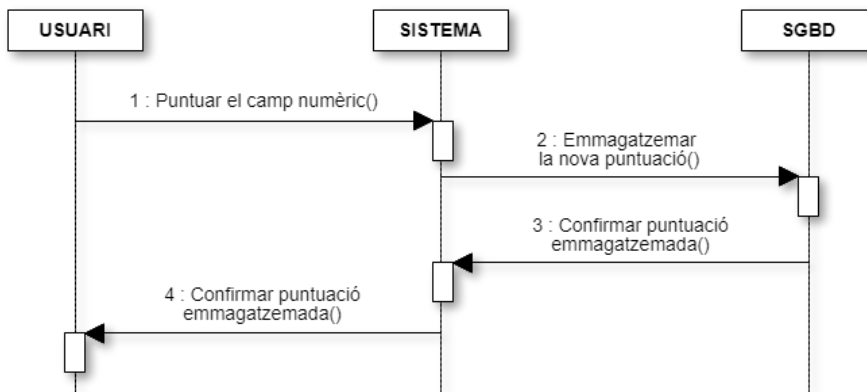 USUARI
SISTEMA
SGBD
1 : Puntuar el camp numèric()
2 : Emmagatzemar
la nova puntuació()
3 : Confirmar puntuació
emmagatzemada()
4 : Confirmar puntuació
emmagatzemada()